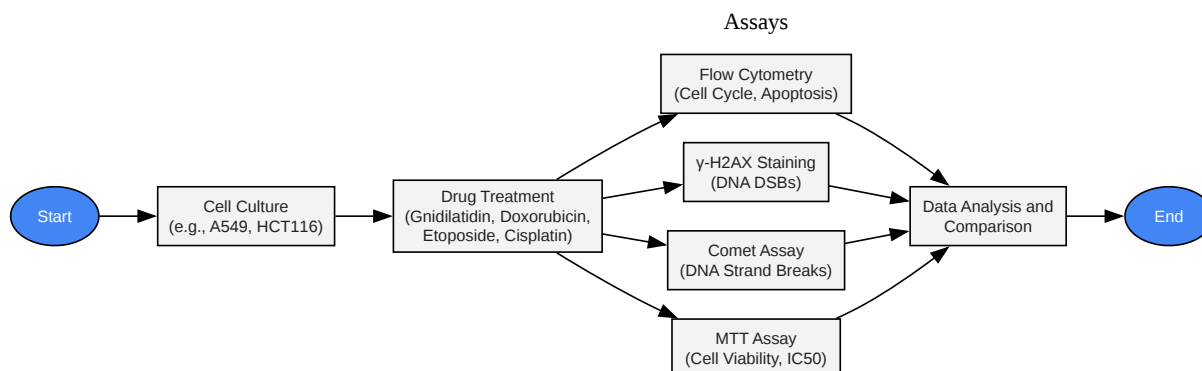 Assays
Flow Cytometry
(Cell Cycle, Apoptosis)
γ-H2AX Staining
(DNA DSBs)
Start
Cell Culture
(e.g., A549, HCT116)
Drug Treatment
(Gnidilatidin, Doxorubicin,
Etoposide, Cisplatin)
Data Analysis and
Comparison
End
Comet Assay
(DNA Strand Breaks)
MTT Assay
(Cell Viability, IC50)